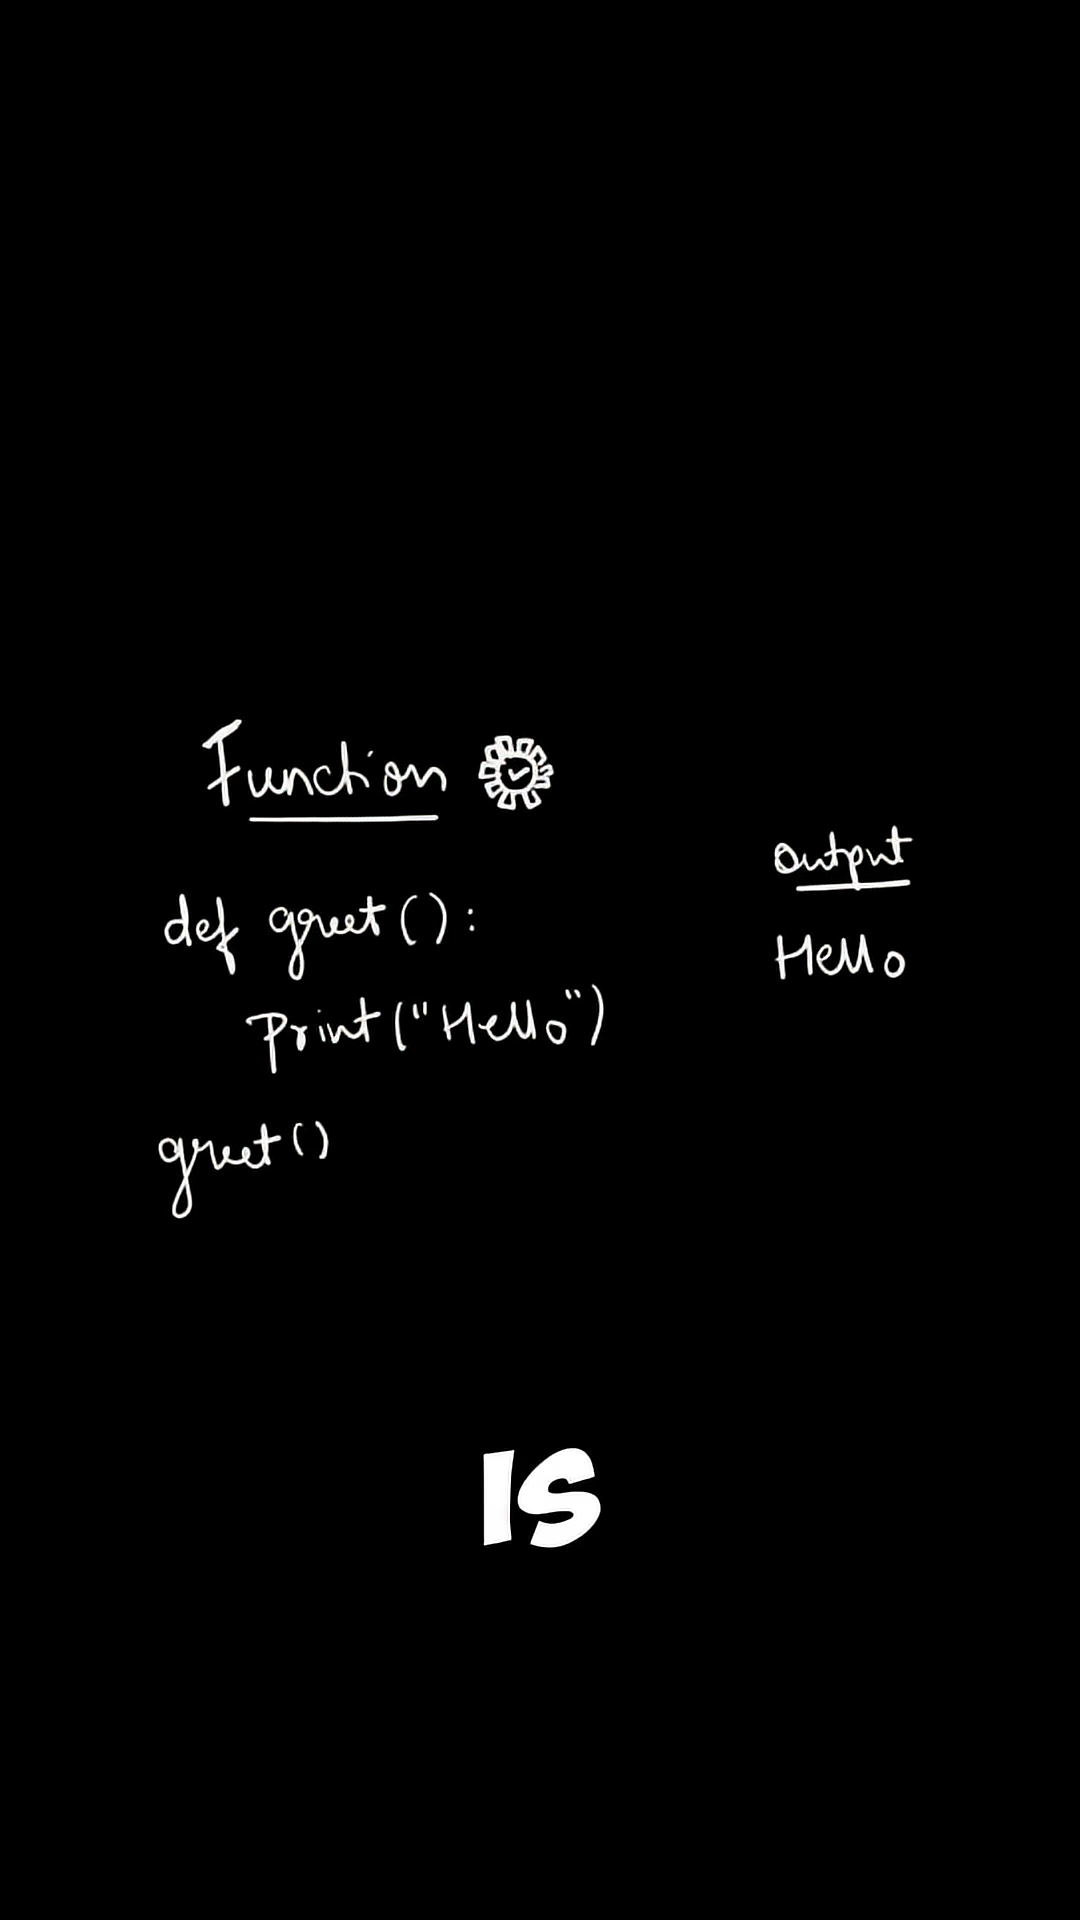 Function
def greet():
Print("Hello")
greet()
Output
Hello
IS